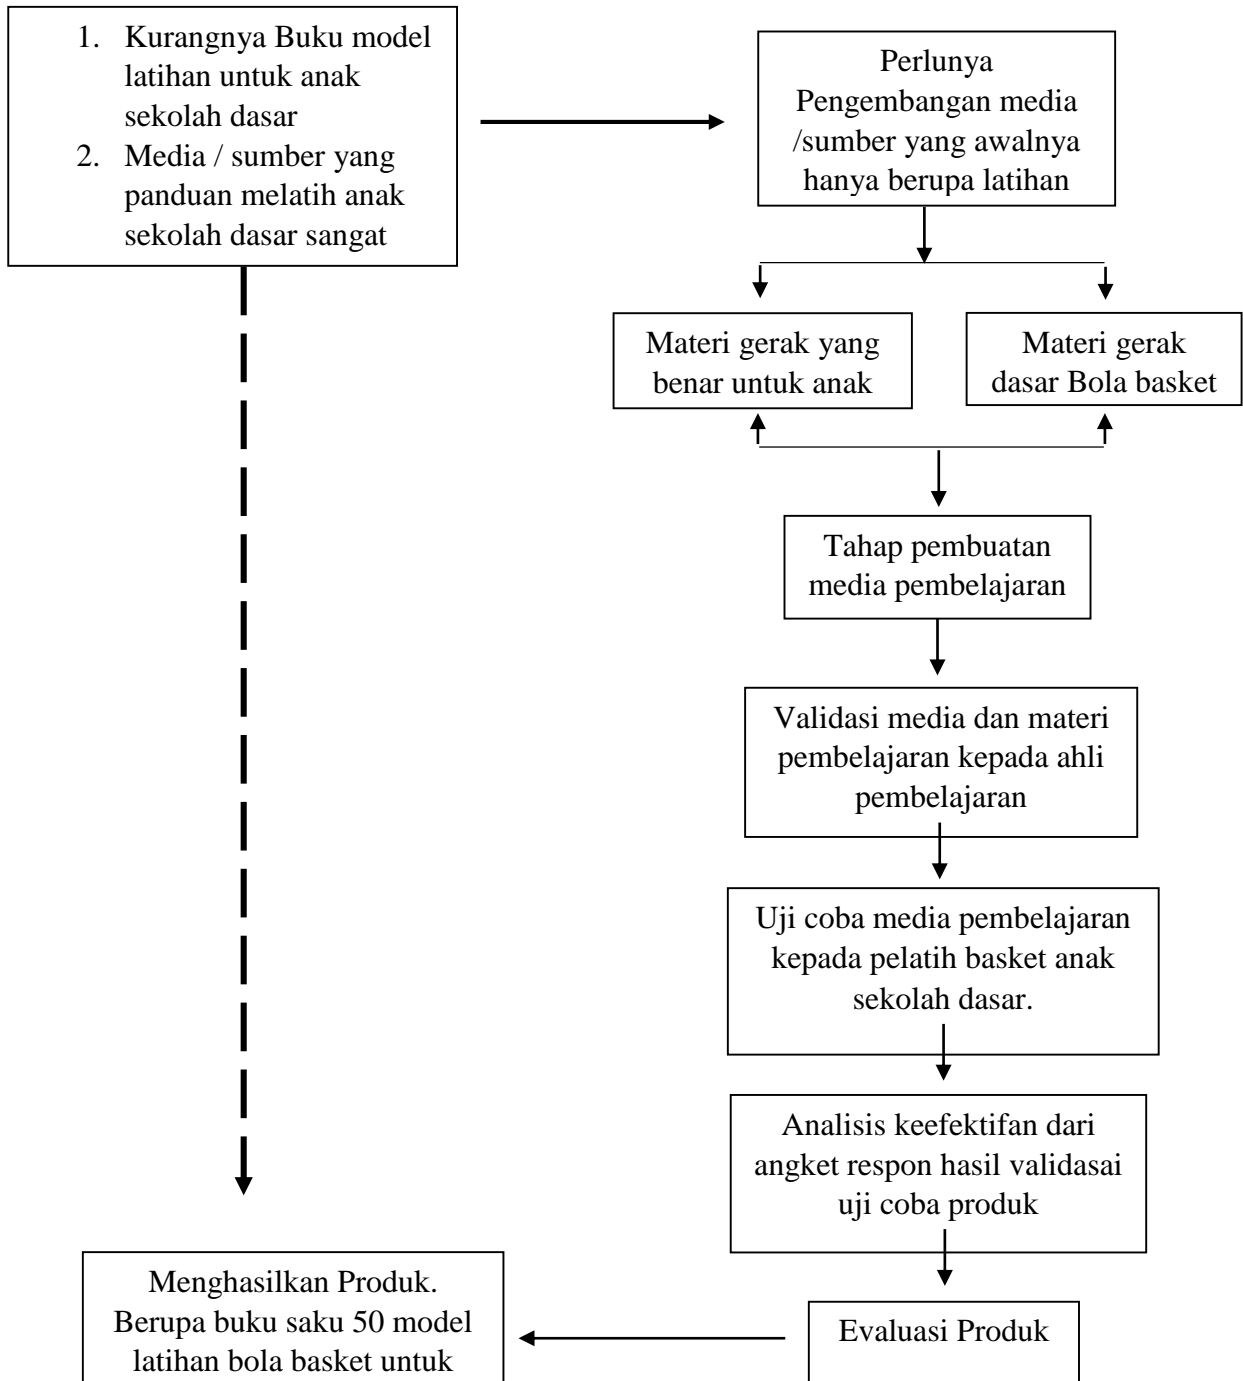 1. Kurangnya Buku model
latihan untuk anak
sekolah dasar
2. Media / sumber yang
panduan melatih anak
sekolah dasar sangat
Perlunya
Pengembangan media
/sumber yang awalnya
hanya berupa latihan
Materi gerak yang
benar untuk anak
Materi gerak
dasar Bola basket
Tahap pembuatan
media pembelajaran
Validasi media dan materi
pembelajaran kepada ahli
pembelajaran
Uji coba media pembelajaran
kepada pelatih basket anak
sekolah dasar.
Analisis keefektifan dari
angket respon hasil validasai
uji coba produk
Evaluasi Produk
Menghasilkan Produk.
Berupa buku saku 50 model
latihan bola basket untuk